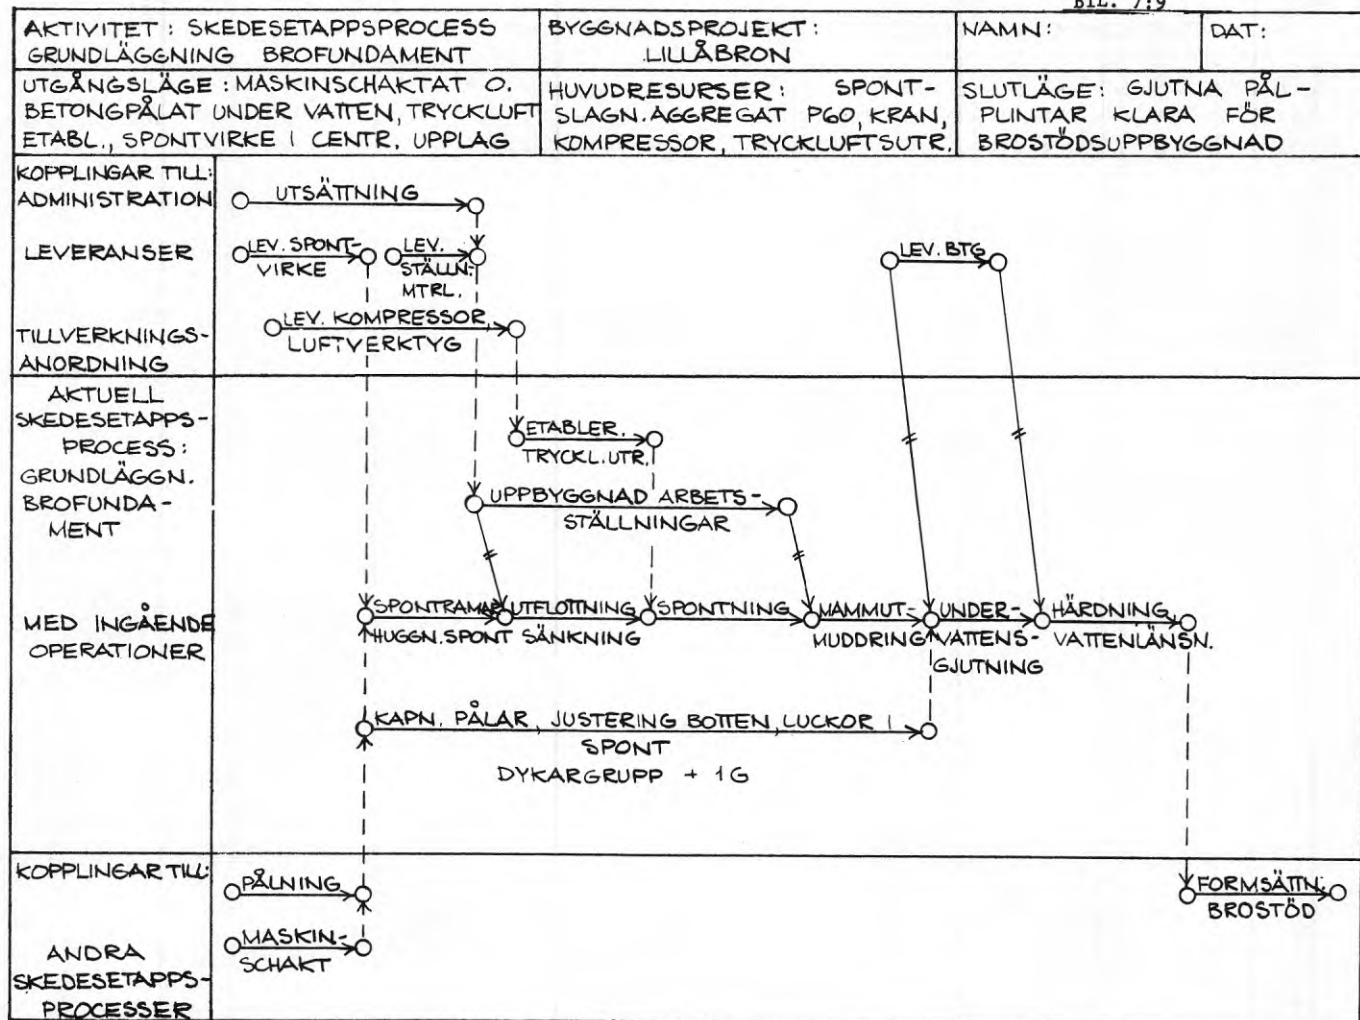 BIL. 7:9
AKTIVITET: SKEDESETAPPSPROCESS
GRUNDLÄGGNING BROFUNDAMENT
BYGGNADSPROJEKT:
LILLÅBRON
NAMN:
DAT:
UTGÅNGSLÄGE: MASKINSCHAKTAT O.
BETONGPÅLAT UNDER VATTEN, TRYCKLUFT
ETABL., SPONTVIRKE I CENTR. UPPLAG
HUVUDRESURSER: SPONT-
SLAGN.AGGREGAT P60, KRAN,
KOMPRESSOR, TRYCKLUFTSUTR.
SLUTLÄGE: GJUTNA PÅL-
PLINTAR KLARA FÖR
BROSTÖDSUPPBYGGNAD
KOPPLINGAR TILL:
ADMINISTRATION
UTSÄTTNING
LEVERANSER
LEV. SPONT-
VIRKE
LEV.
STÄLLN.
MTRL.
LEV. BTG
TILLVERKNINGS-
ANORDNING
LEV. KOMPRESSOR,
LUFTVERKTYG
AKTUELL
SKEDESETAPPS-
PROCESS:
GRUNDLÄGGN.
BROFUNDA-
MENT
ETABLER.
TRYCKL.UTR.
UPPBYGGNAD ARBETS-
STÄLLNINGAR
MED INGÅENDE
OPERATIONER
SPONTRAMAR
HUGGN.SPONT
UTFLOTTNING
SÄNKNING
SPONTNING
MAMMUT-
MUDDRING
UNDER-
VATTENS-
GJUTNING
HÄRDNING,
VATTENLÄNSN.
KAPN. PÅLAR, JUSTERING BOTTEN, LUCKOR I
SPONT
DYKARGRUPP + 1G
KOPPLINGAR TILL:
PÅLNING
FORMSÄTTN.
BROSTÖD
ANDRA
SKEDESETAPPS-
PROCESSER
MASKIN-
SCHAKT